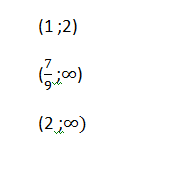 (1 ;2)
(7/9 ;∞)
(2 ;∞)